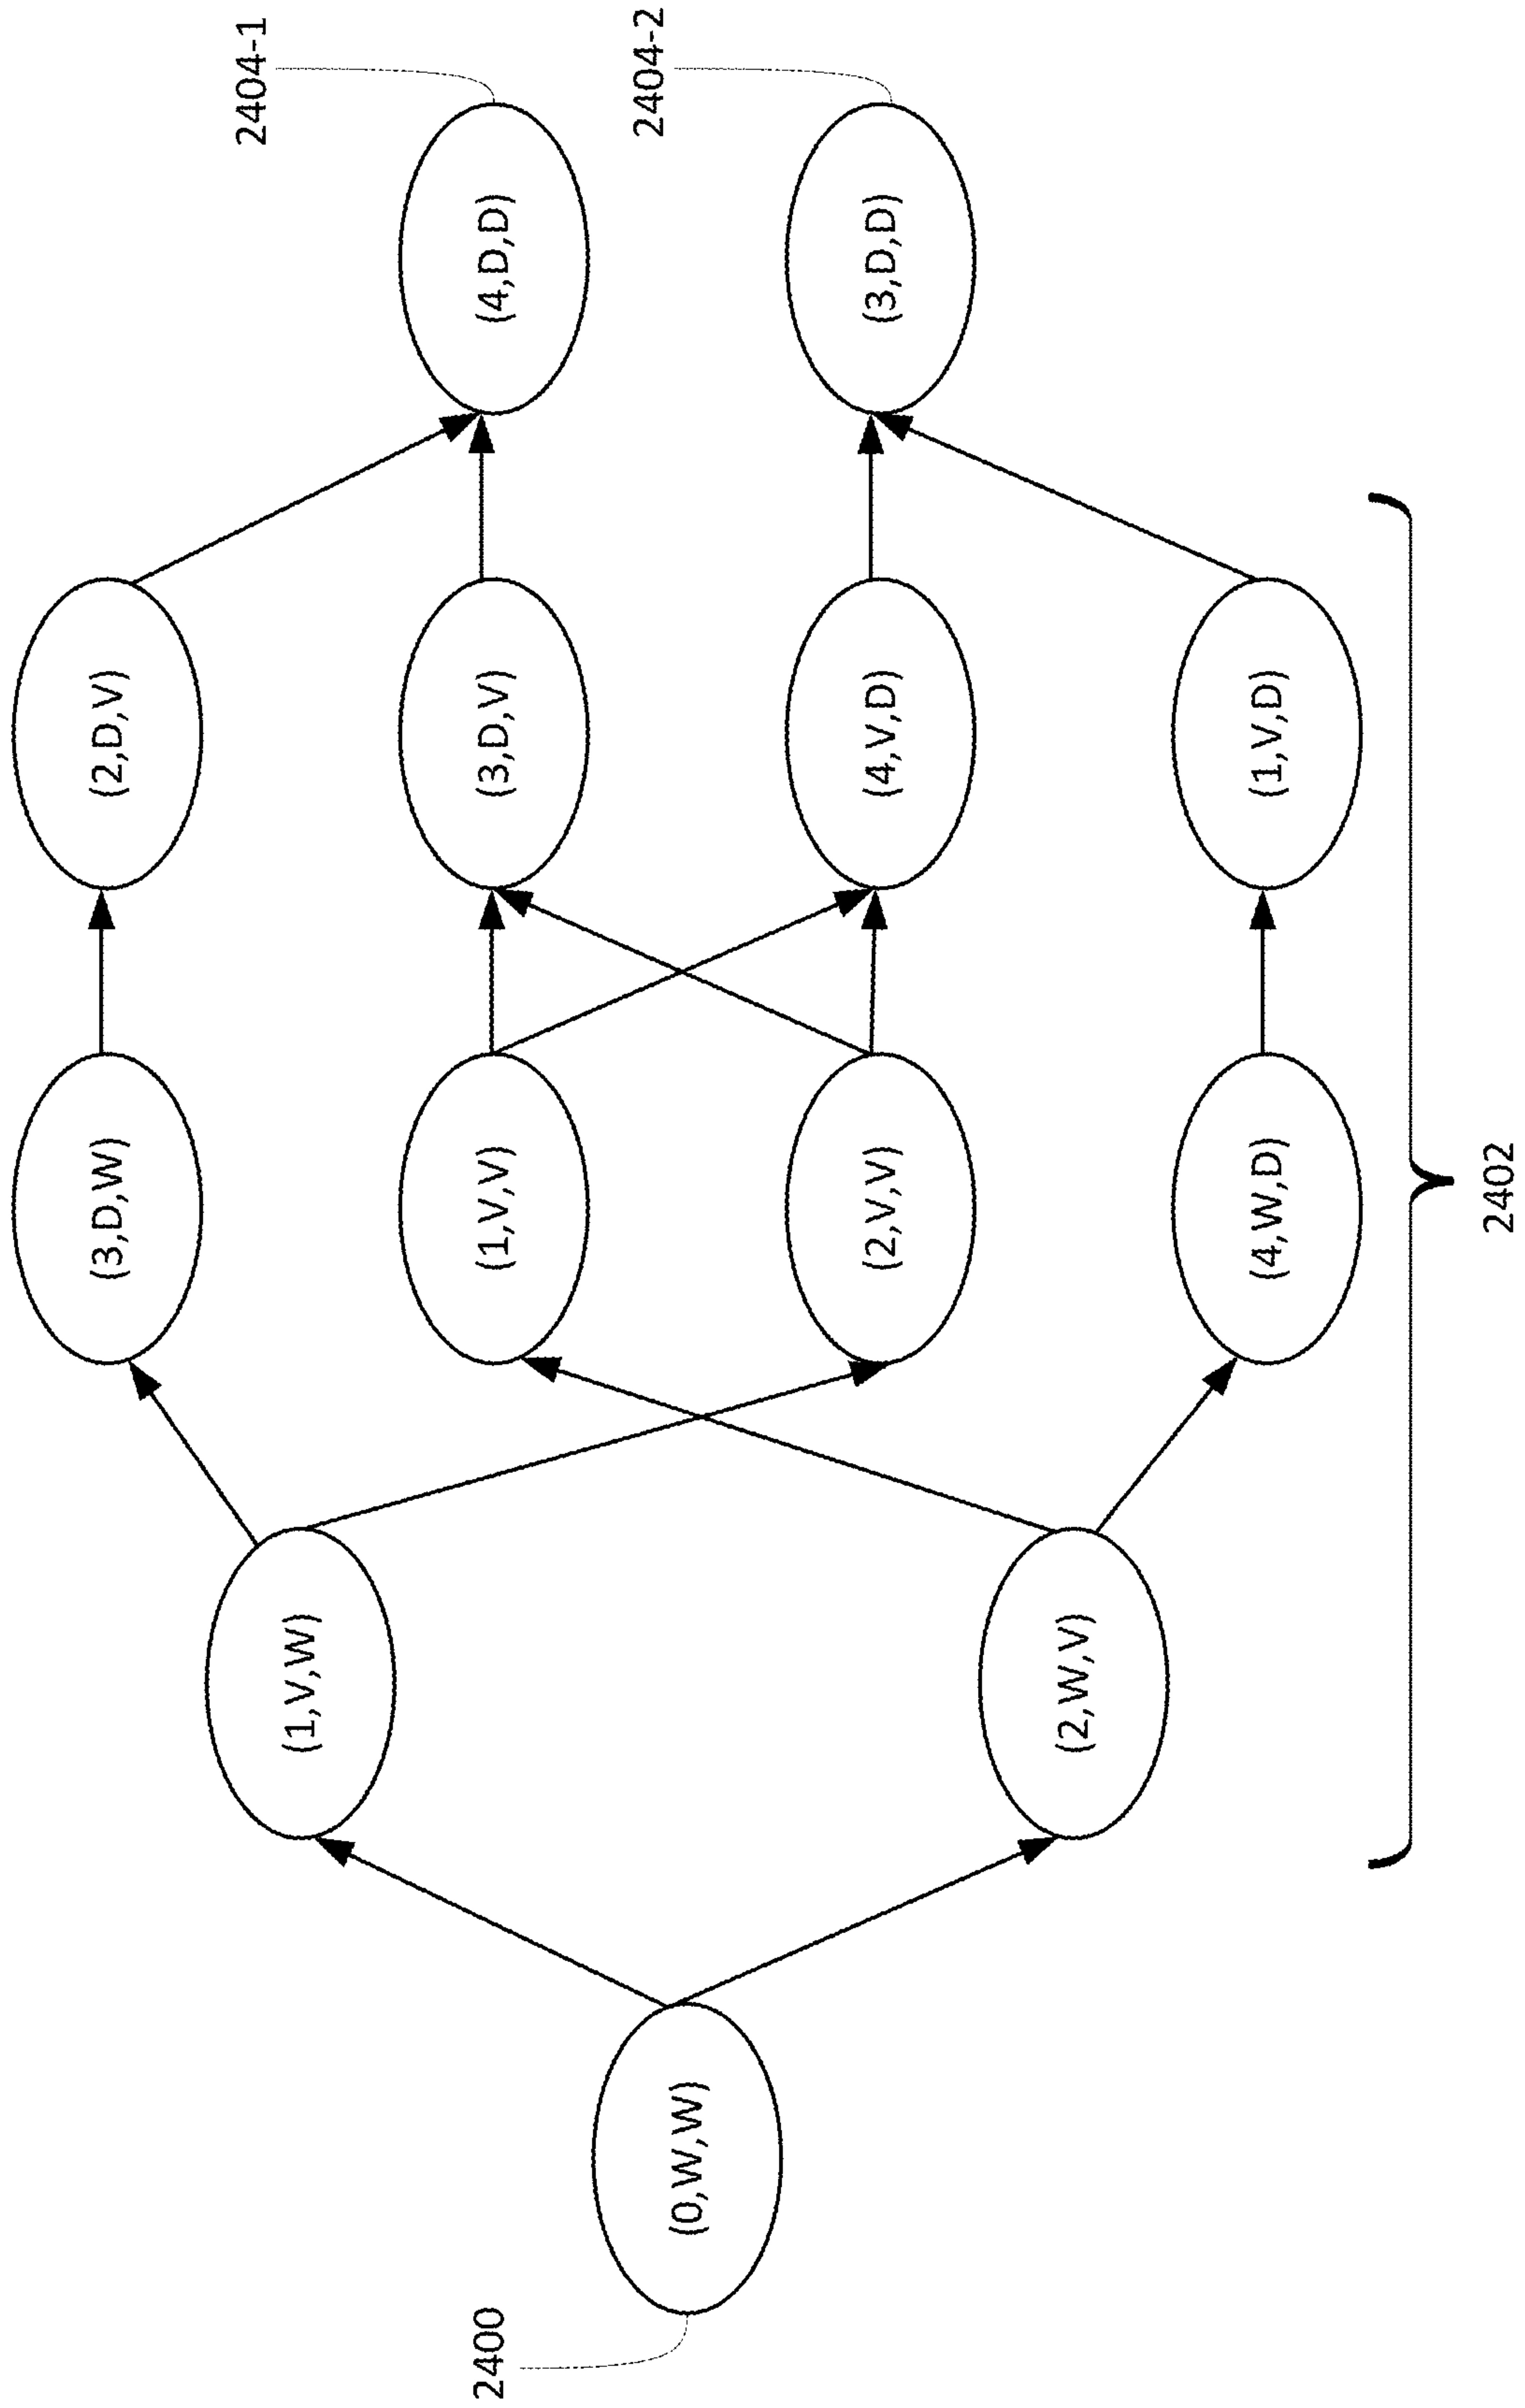 2400
(0,W,W)
(1,V,W)
(2,W,V)
(3,D,W)
(1,V,V)
(2,V,V)
(4,W,D)
(2,D,V)
(3,D,V)
(4,V,D)
(1,V,D)
(4,D,D)
(3,D,D)
2404-1
2404-2
2402